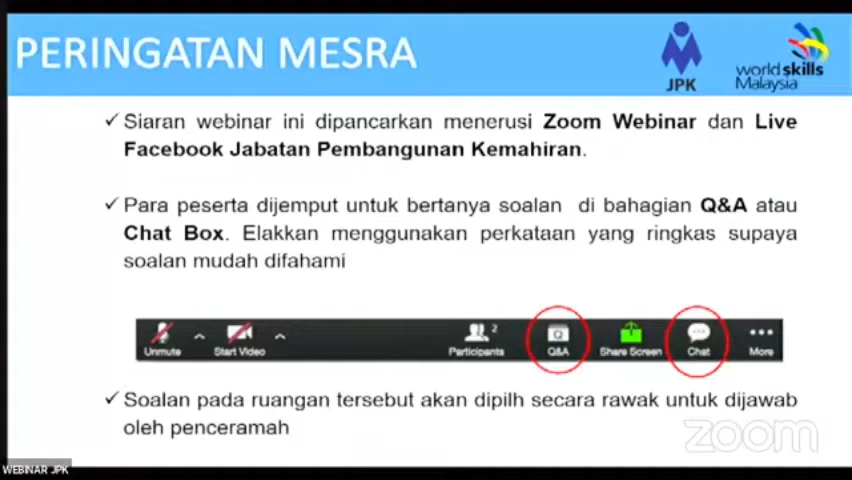 PERINGATAN MESRA
JPK
worldskills
Malaysia
✓ Siaran webinar ini dipancarkan menerusi Zoom Webinar dan Live
Facebook Jabatan Pembangunan Kemahiran.
✓ Para peserta dijemput untuk bertanya soalan di bahagian Q&A atau
Chat Box. Elakkan menggunakan perkataan yang ringkas supaya
soalan mudah difahami
2
Q
Unmute Start Video Participants Q&A Share Screen Chat More
✓ Soalan pada ruangan tersebut akan dipilh secara rawak untuk dijawab
oleh penceramah
zoom
WEBINAR JPK